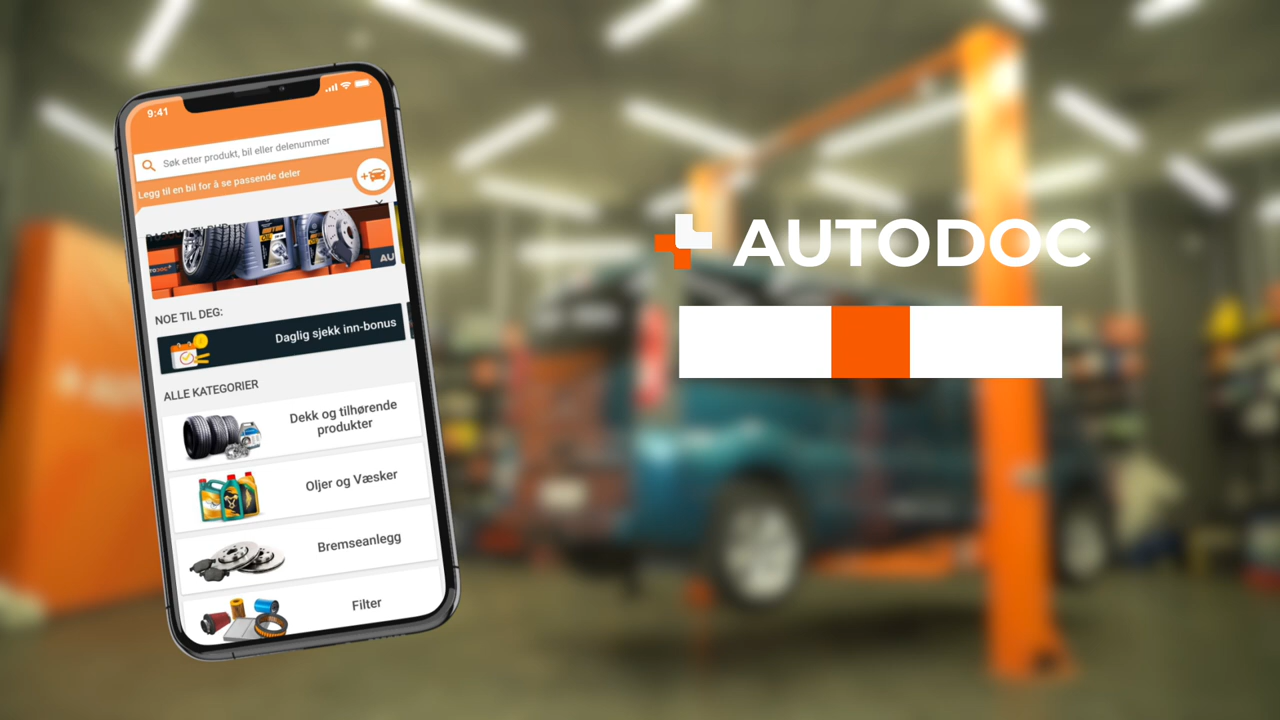 9:41
Søk etter produkt, bil eller delenummer
Legg til en bil for å se passende deler
NOE TIL DEG:
Daglig sjekk inn-bonus
ALLE KATEGORIER
Dekk og tilhørende
produkter
Oljer og Væsker
Bremseanlegg
Filter
AUTODOC